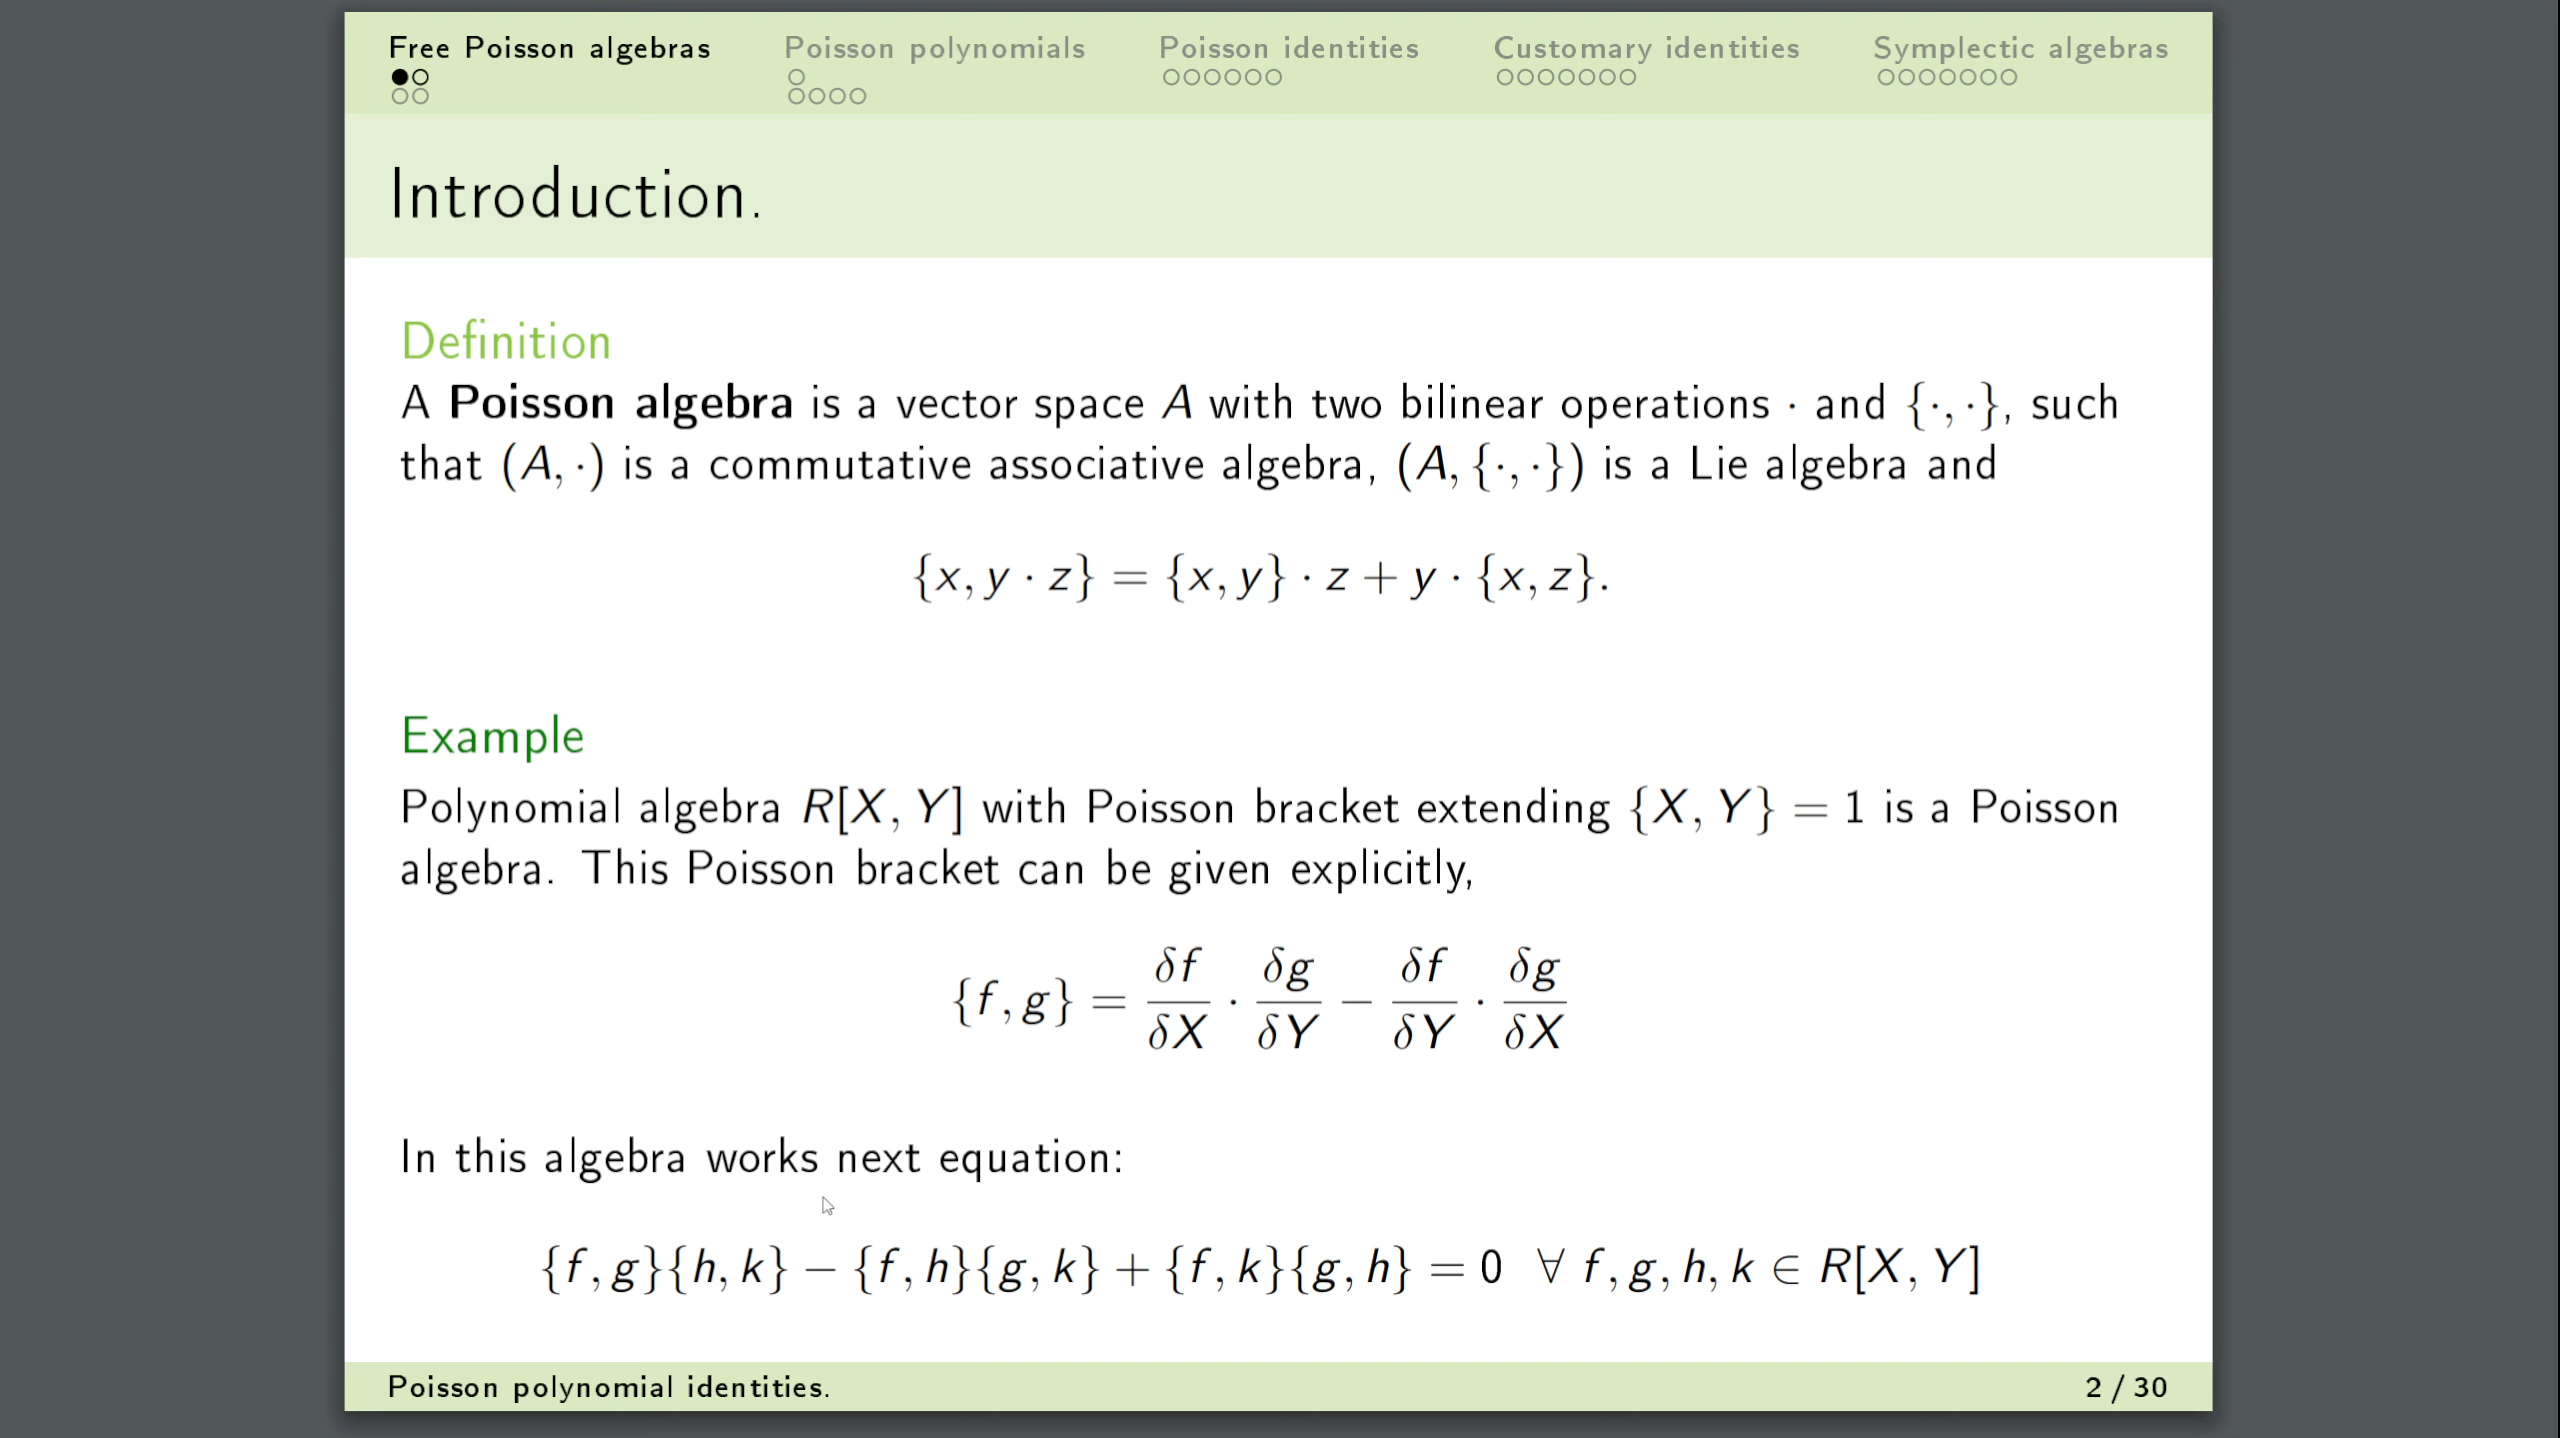 Free Poisson algebras Poisson polynomials Poisson identities Customary identities Symplectic algebras
Introduction.
Definition
A Poisson algebra is a vector space A with two bilinear operations · and {·, ·}, such
that (A, ·) is a commutative associative algebra, (A, {·, ·}) is a Lie algebra and
{x, y · z} = {x, y} · z + y · {x, z}.
Example
Polynomial algebra R[X, Y] with Poisson bracket extending {X, Y} = 1 is a Poisson
algebra. This Poisson bracket can be given explicitly,
{f, g} = δf/δX · δg/δY − δf/δY · δg/δX
In this algebra works next equation:
{f, g}{h, k} − {f, h}{g, k} + {f, k}{g, h} = 0 ∀ f, g, h, k ∈ R[X, Y]
Poisson polynomial identities. 2 / 30